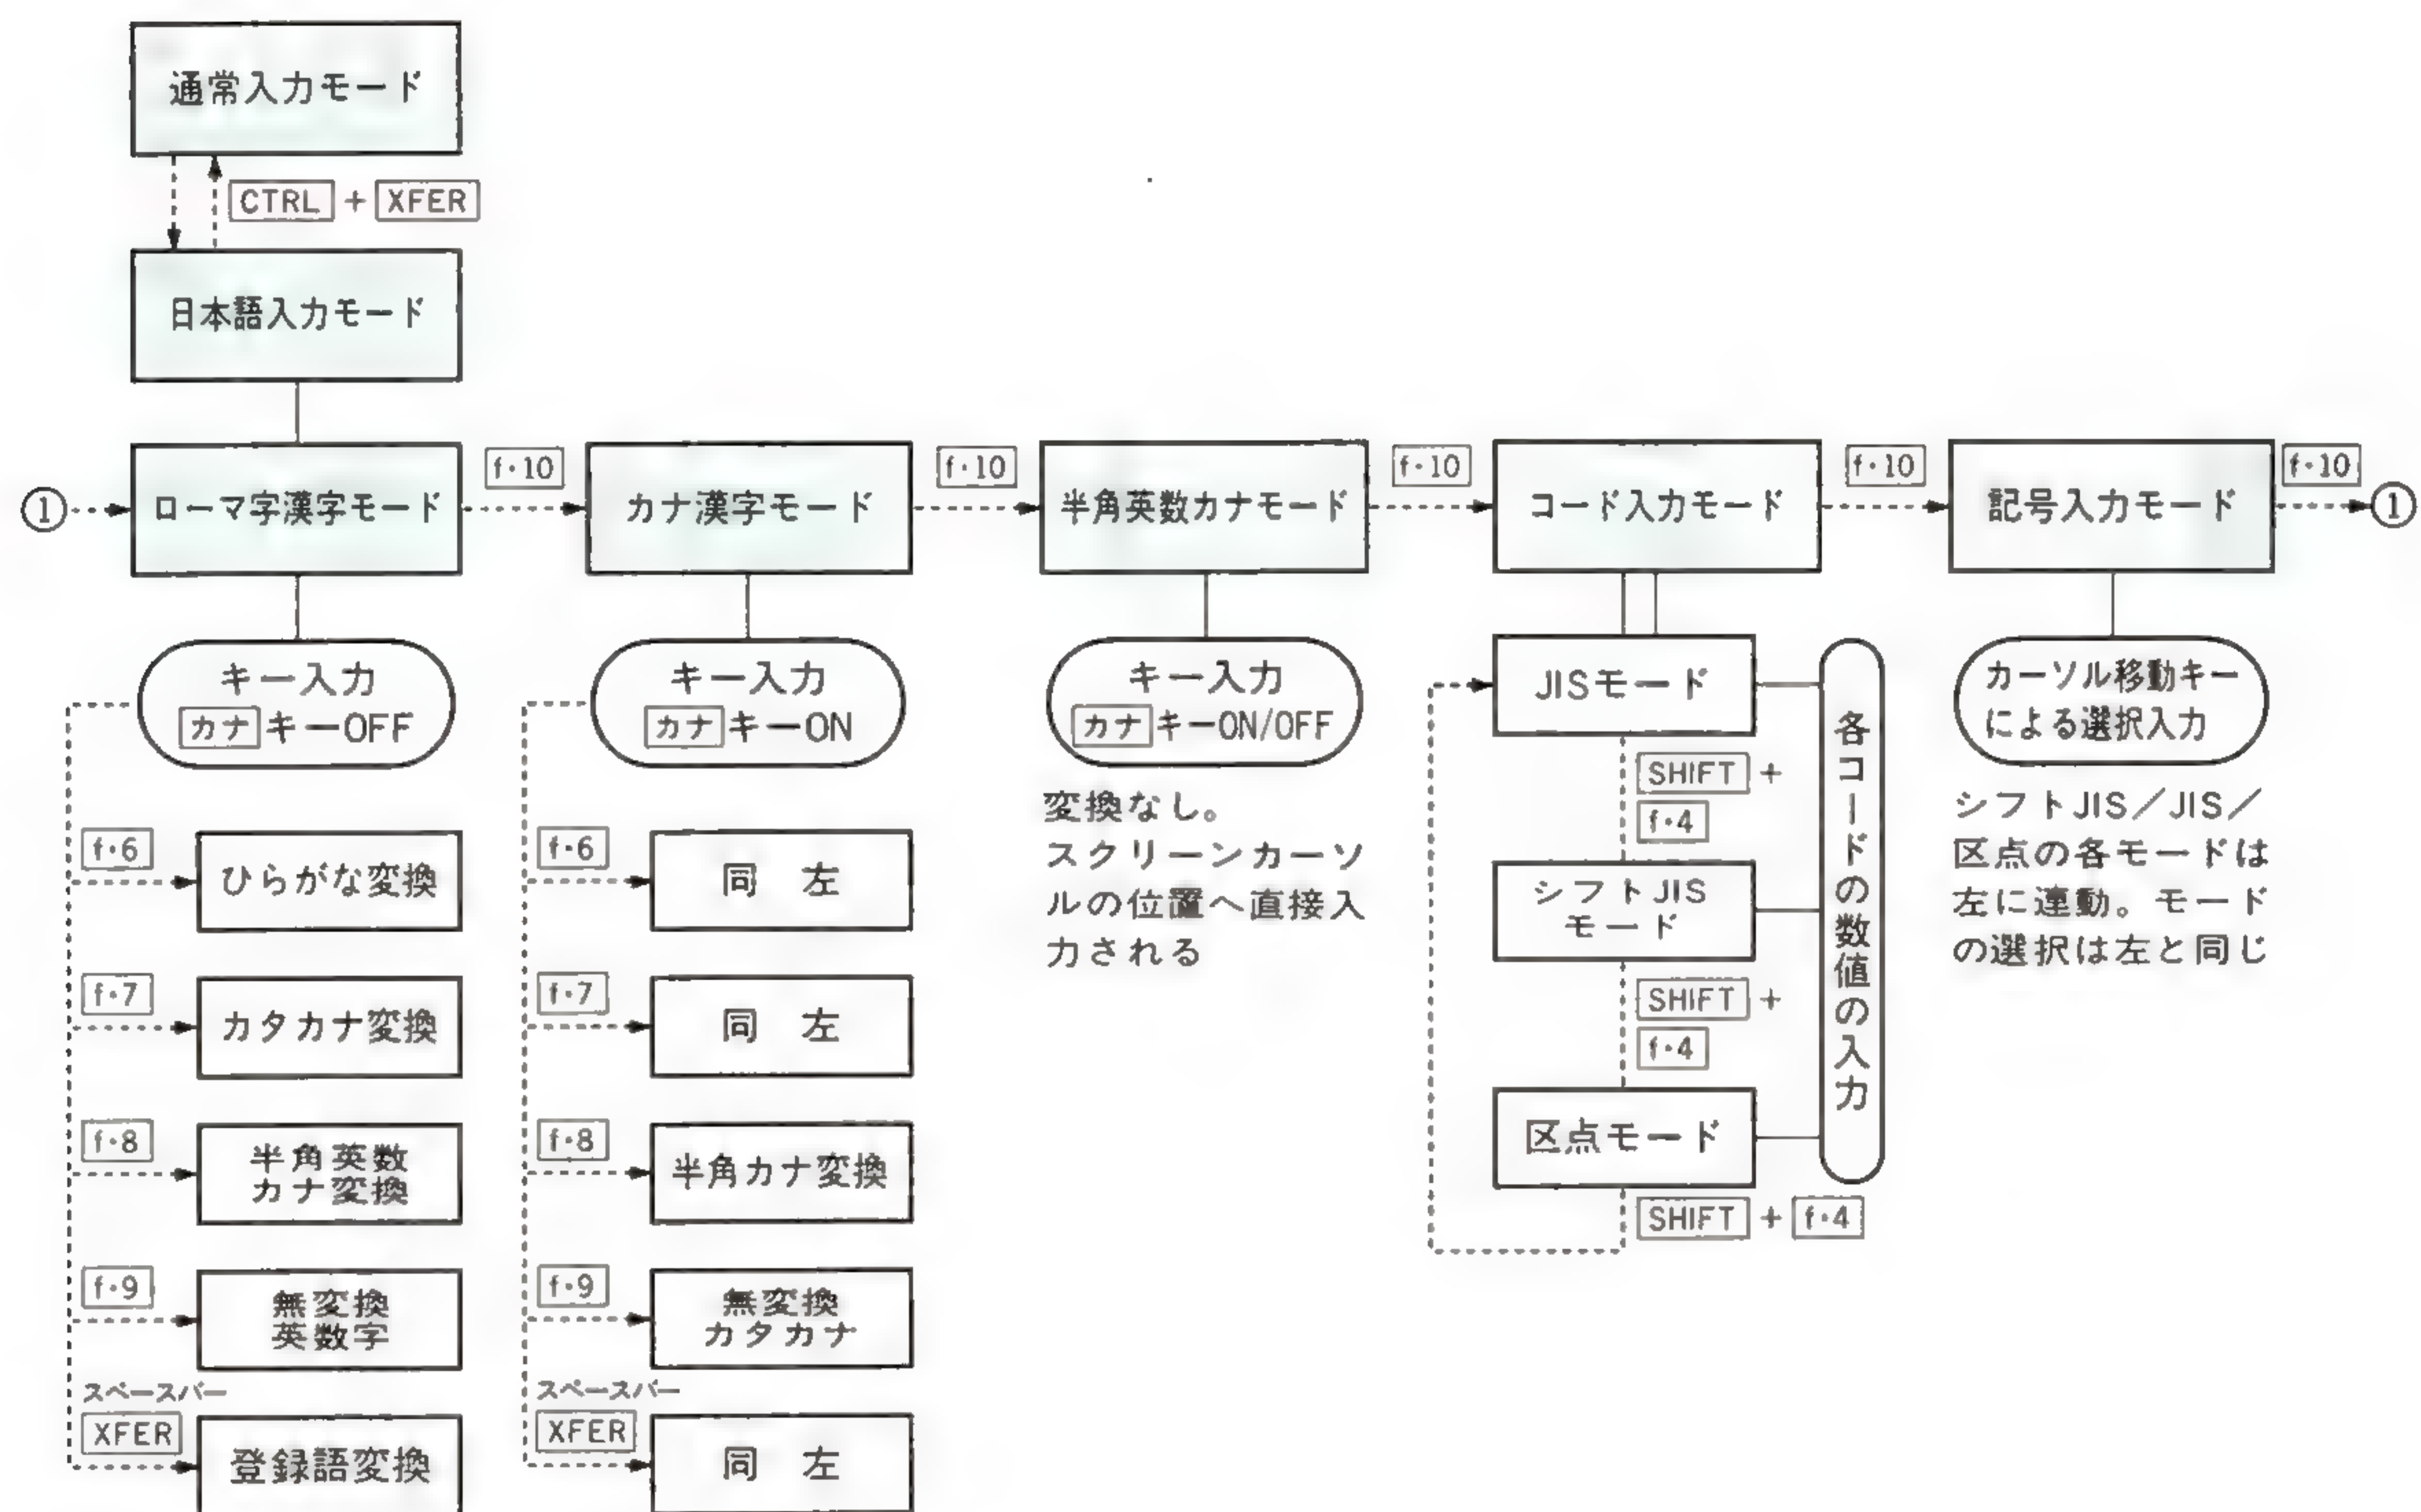 通常入力モード
CTRL + XFER
日本語入力モード
① ローマ字漢字モード f・10 カナ漢字モード f・10 半角英数カナモード f・10 コード入力モード f・10 記号入力モード f・10 ①
キー入力
カナキーOFF
f・6
ひらがな変換
f・7
カタカナ変換
f・8
半角英数
カナ変換
f・9
無変換
英数字
スペースバー
XFER
登録語変換
キー入力
カナキーON
f・6
同 左
f・7
同 左
f・8
半角カナ変換
f・9
無変換
カタカナ
スペースバー
XFER
同 左
キー入力
カナキーON/OFF
変換なし。
スクリーンカーソ
ルの位置へ直接入
力される
JISモード
SHIFT +
f・4
シフトJIS
モード
SHIFT +
f・4
区点モード
SHIFT + f・4
各コードの数値の入力
カーソル移動キー
による選択入力
シフトJIS／JIS／
区点の各モードは
左に連動。モード
の選択は左と同じ